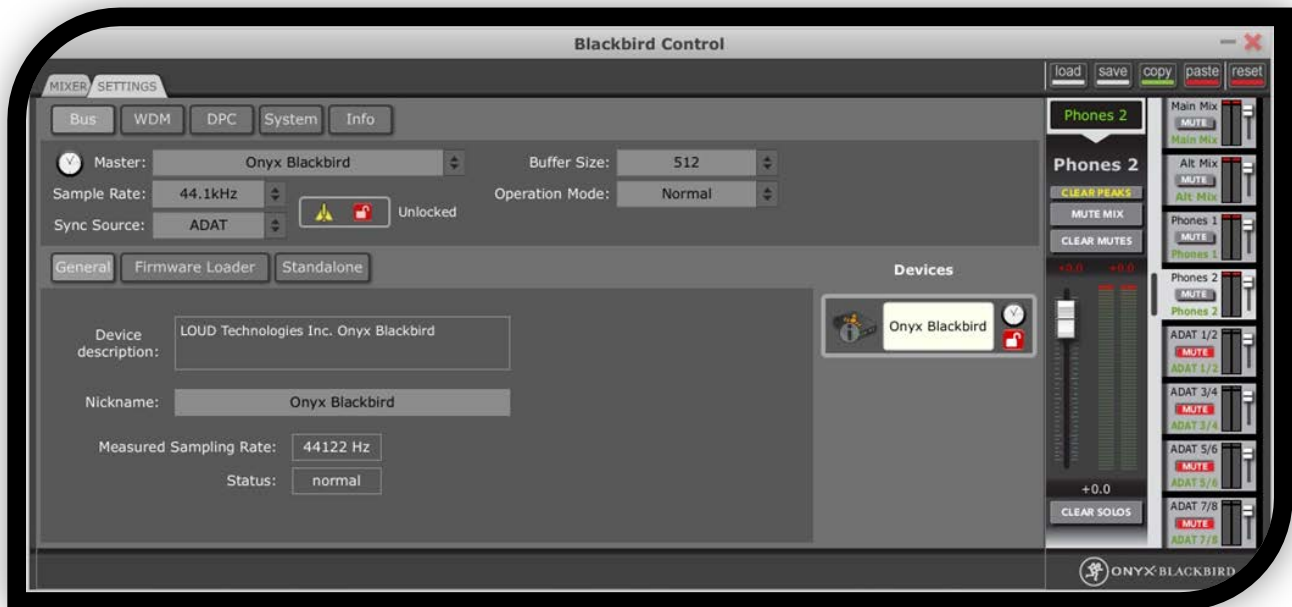 Blackbird Control
MIXER SETTINGS
load save copy paste reset
Bus WDM DPC System Info
Master: Onyx Blackbird
Buffer Size: 512
Sample Rate: 44.1kHz
Operation Mode: Normal
Sync Source: ADAT
Unlocked
General Firmware Loader Standalone
Device
description:
LOUD Technologies Inc. Onyx Blackbird
Nickname: Onyx Blackbird
Measured Sampling Rate: 44122 Hz
Status: normal
Devices
Onyx Blackbird
Phones 2
Phones 2
CLEAR PEAKS
MUTE MIX
CLEAR MUTES
+0.0 +0.0
+0.0
CLEAR SOLOS
Main Mix
MUTE
Main Mix
Alt Mix
MUTE
Alt Mix
Phones 1
MUTE
Phones 1
Phones 2
MUTE
Phones 2
ADAT 1/2
MUTE
ADAT 1/2
ADAT 3/4
MUTE
ADAT 3/4
ADAT 5/6
MUTE
ADAT 5/6
ADAT 7/8
MUTE
ADAT 7/8
ONYX BLACKBIRD